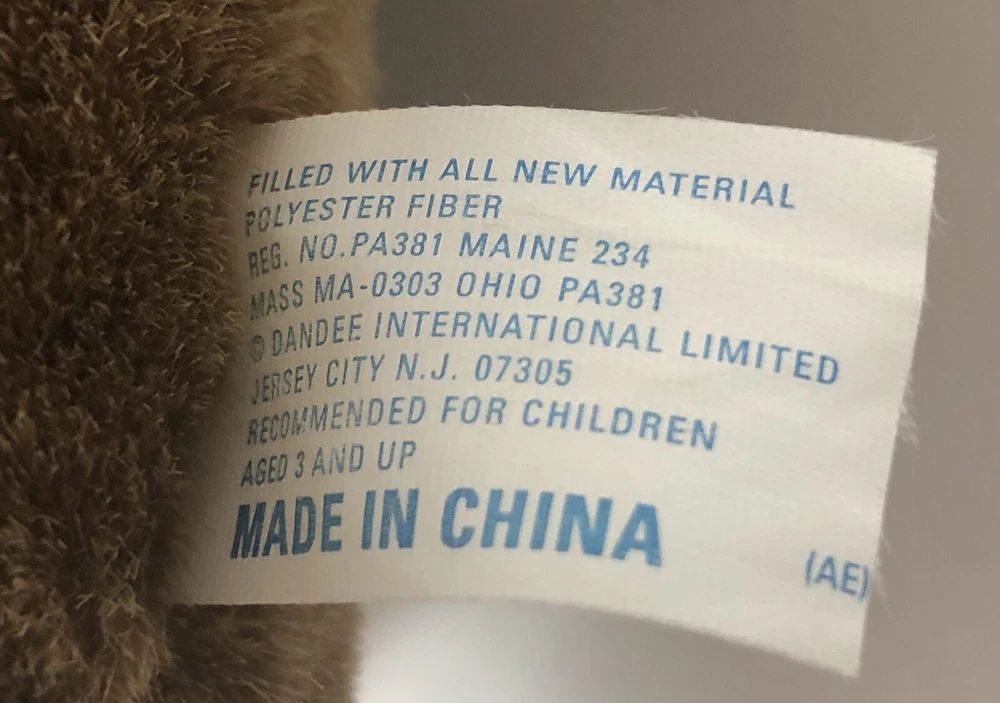 FILLED WITH ALL NEW MATERIAL
POLYESTER FIBER
REG. NO.PA381 MAINE 234
MASS MA-0303 OHIO PA381
© DANDEE INTERNATIONAL LIMITED
JERSEY CITY N.J. 07305
RECOMMENDED FOR CHILDREN
AGED 3 AND UP
MADE IN CHINA
(AE)